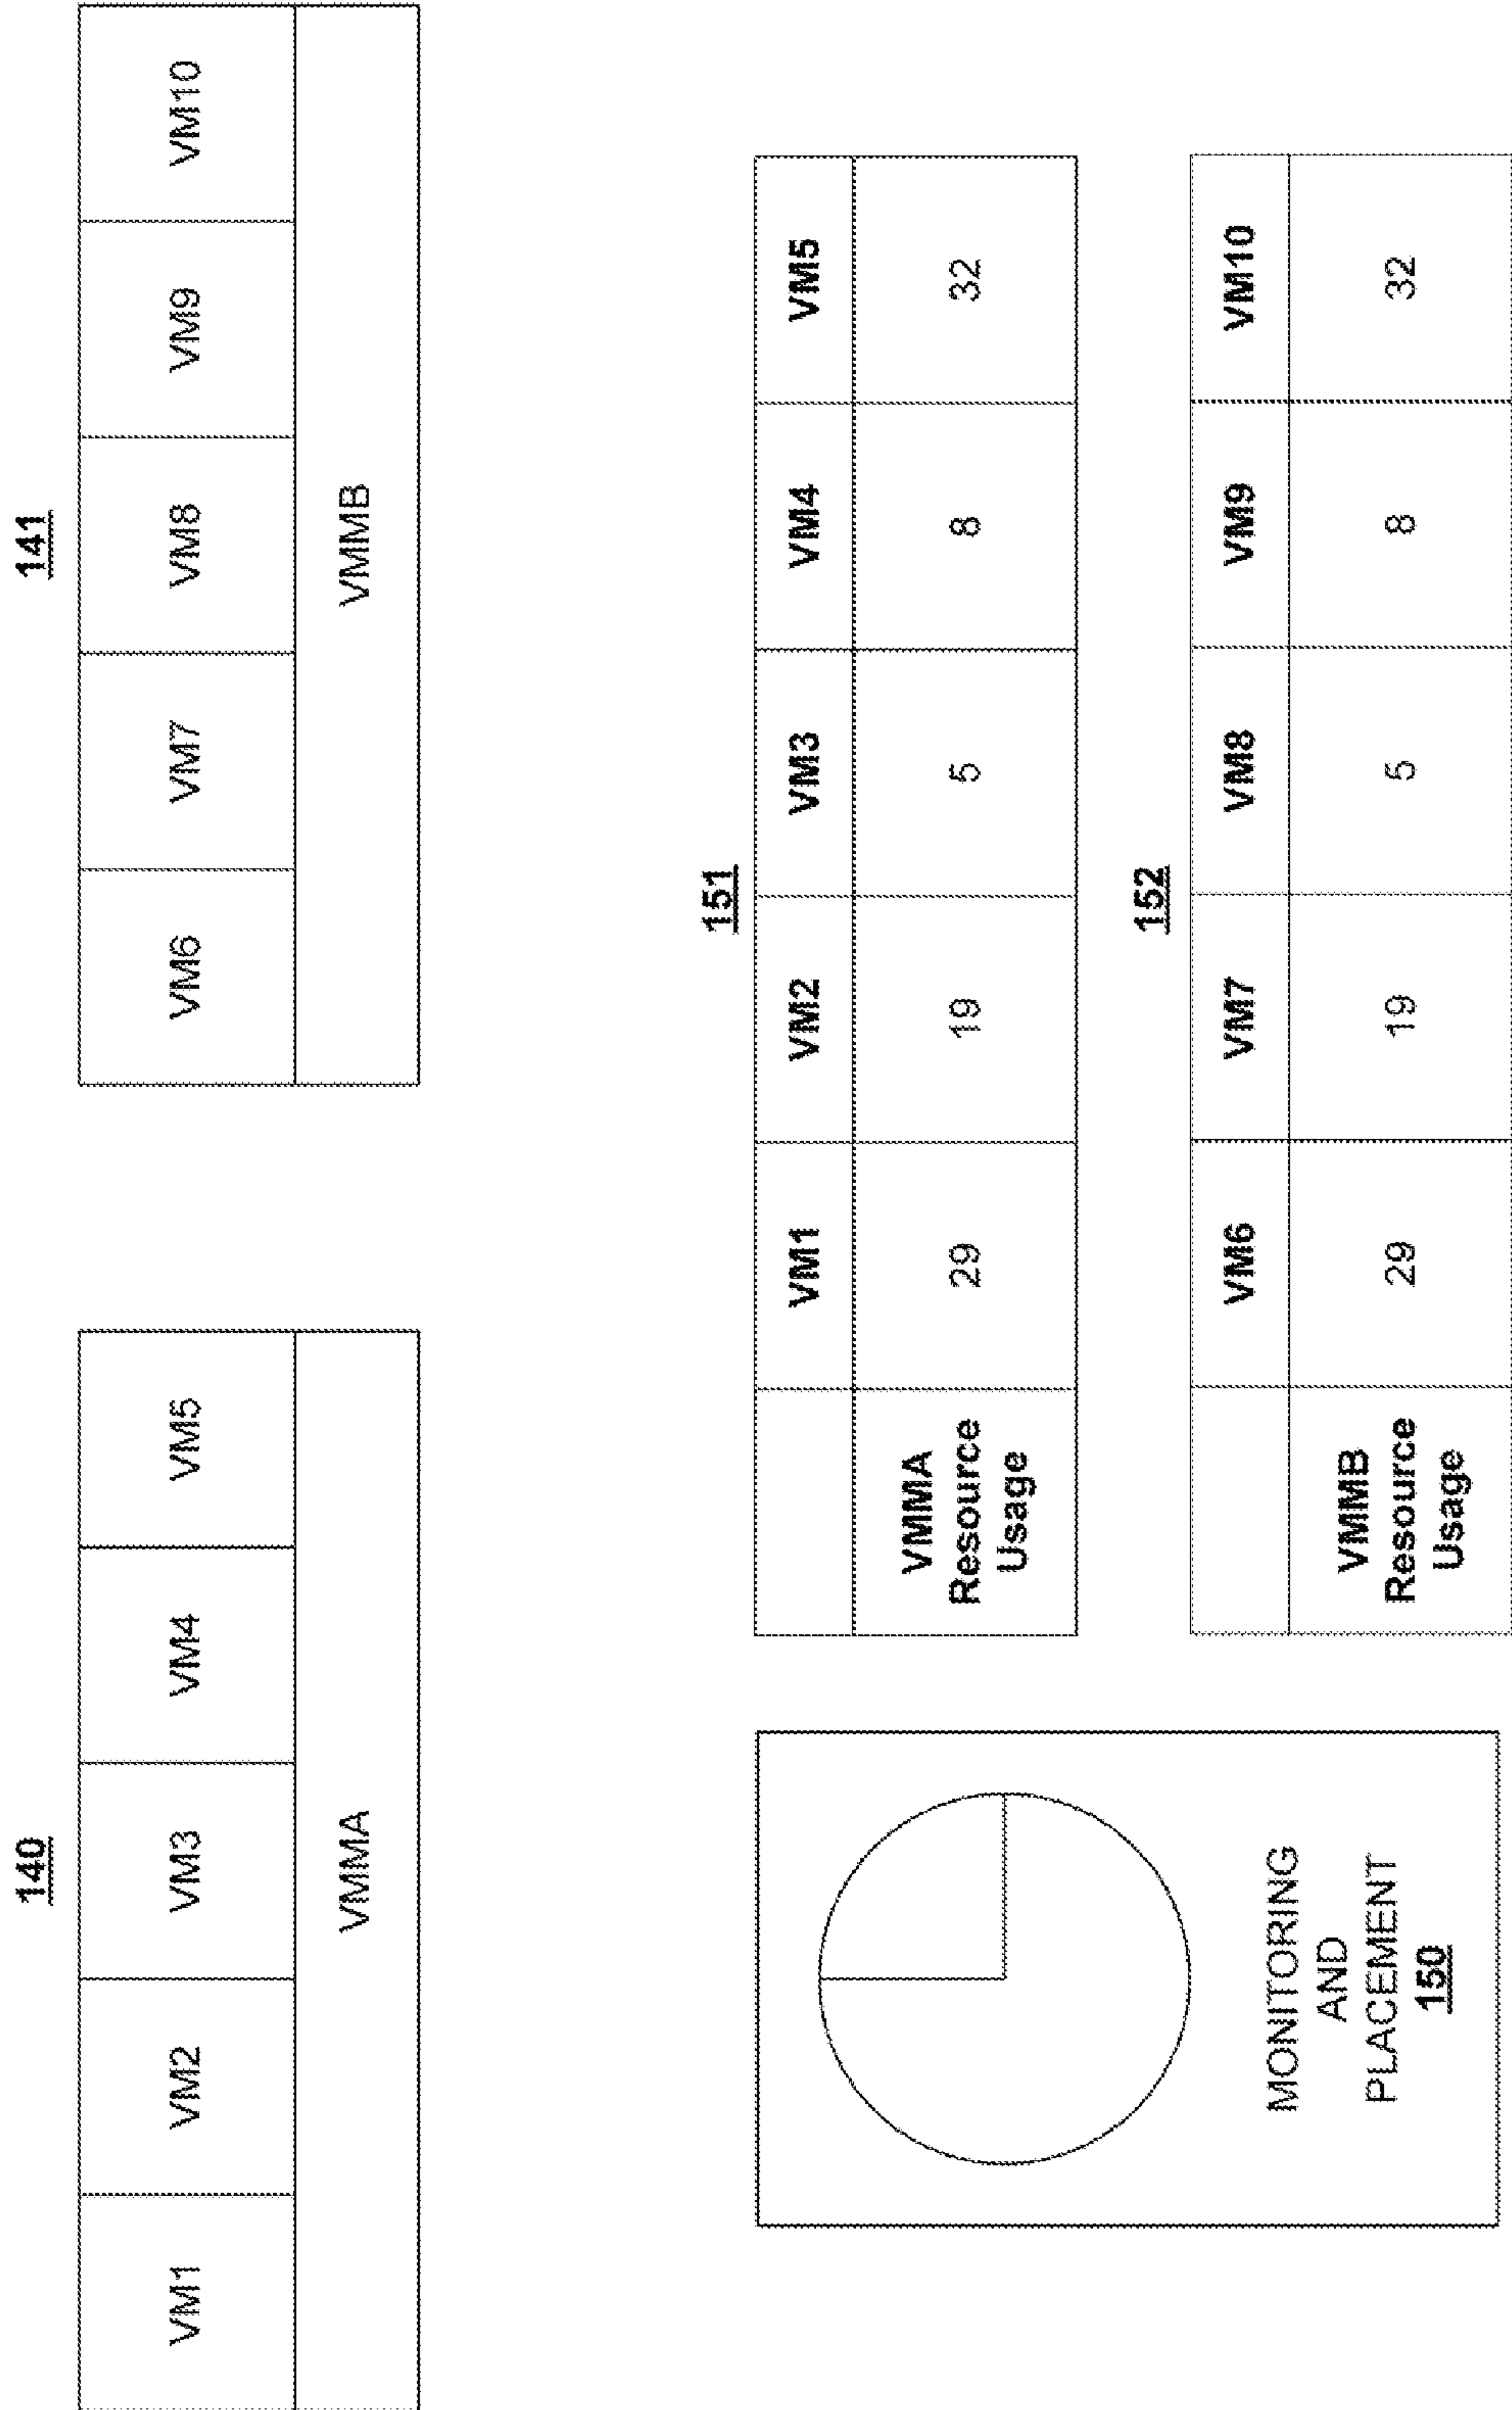 140
VM1 VM2 VM3 VM4 VM5
VMMA
141
VM6 VM7 VM8 VM9 VM10
VMMB
MONITORING
AND
PLACEMENT
150
151
VM1 VM2 VM3 VM4 VM5
VMMA
Resource
Usage
29 19 5 8 32
152
VM6 VM7 VM8 VM9 VM10
VMMB
Resource
Usage
29 19 5 8 32